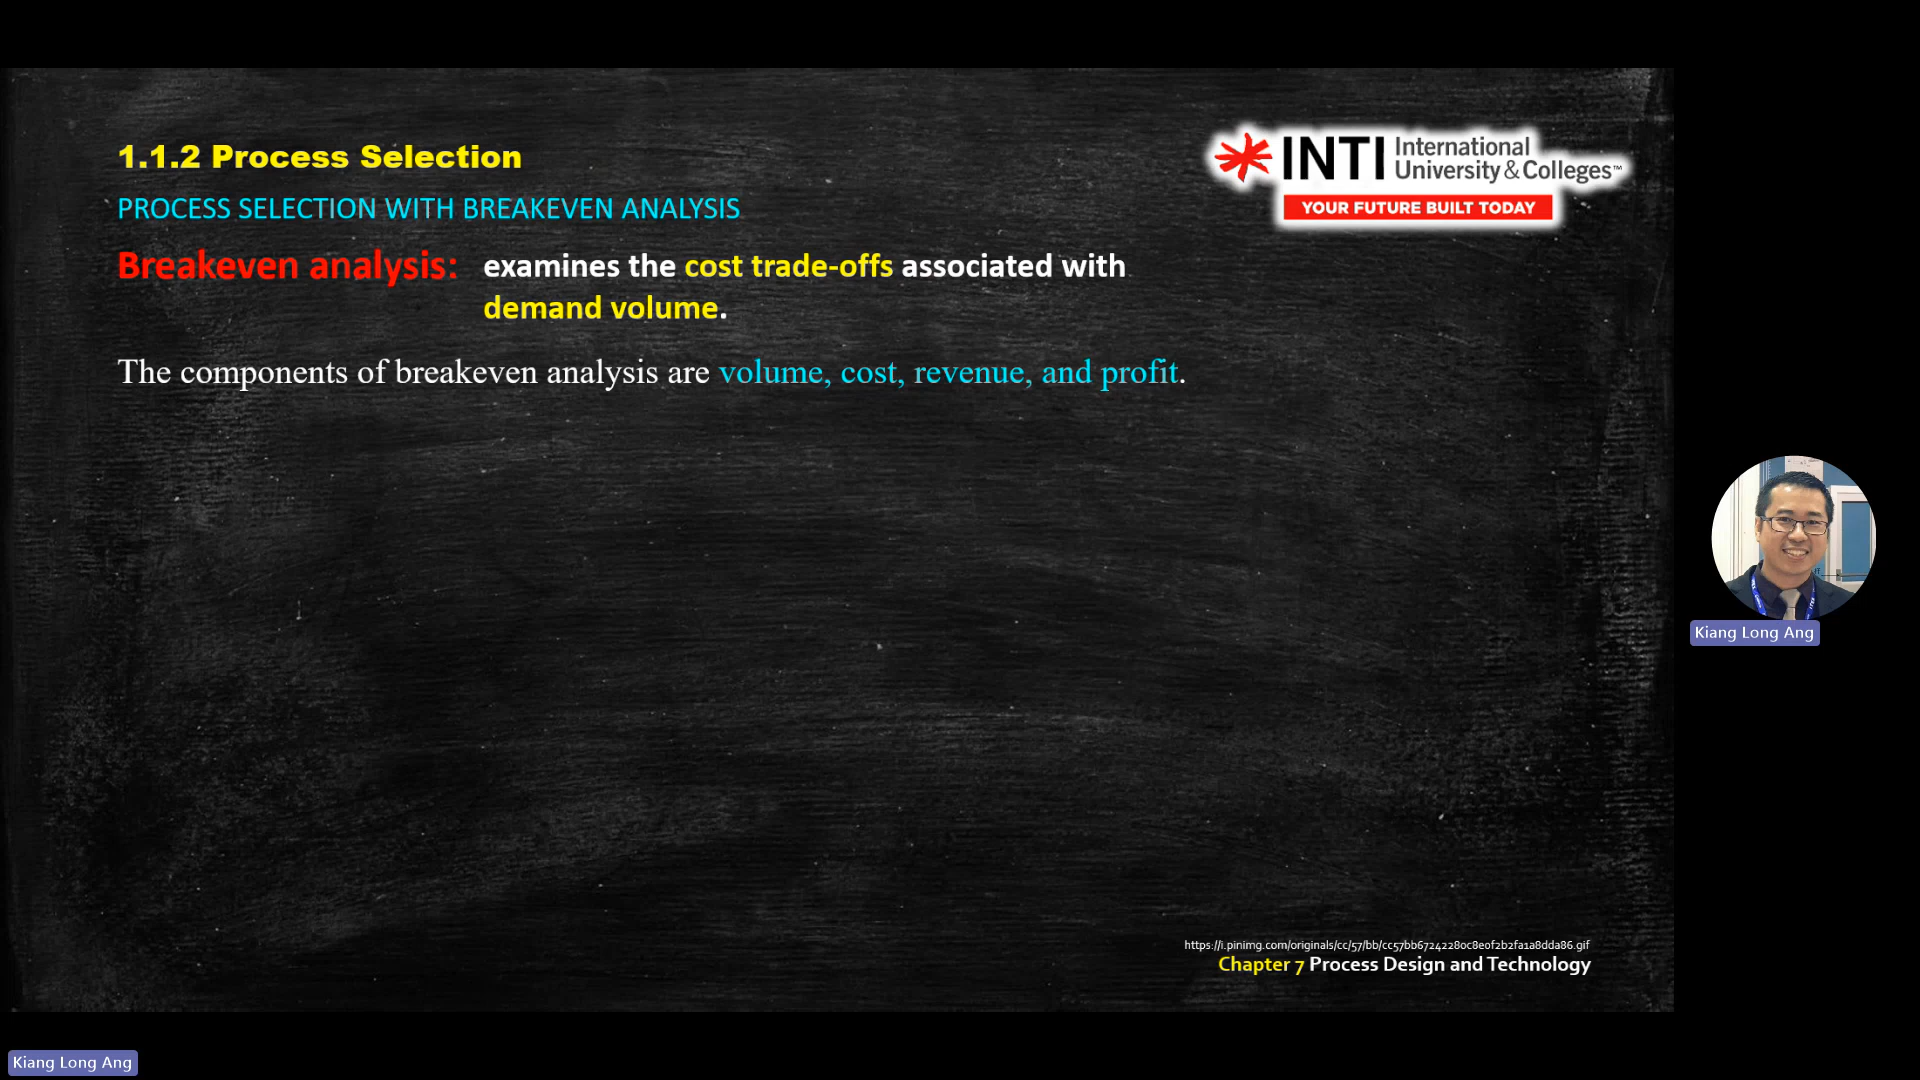 1.1.2 Process Selection
INTI International
University & Colleges™
YOUR FUTURE BUILT TODAY
PROCESS SELECTION WITH BREAKEVEN ANALYSIS
Breakeven analysis: examines the cost trade-offs associated with
demand volume.
The components of breakeven analysis are volume, cost, revenue, and profit.
Kiang Long Ang
https://i.pinimg.com/originals/cc/57/bb/cc57bb67242280c8e0f2b2fa1a8dda86.gif
Chapter 7 Process Design and Technology
Kiang Long Ang